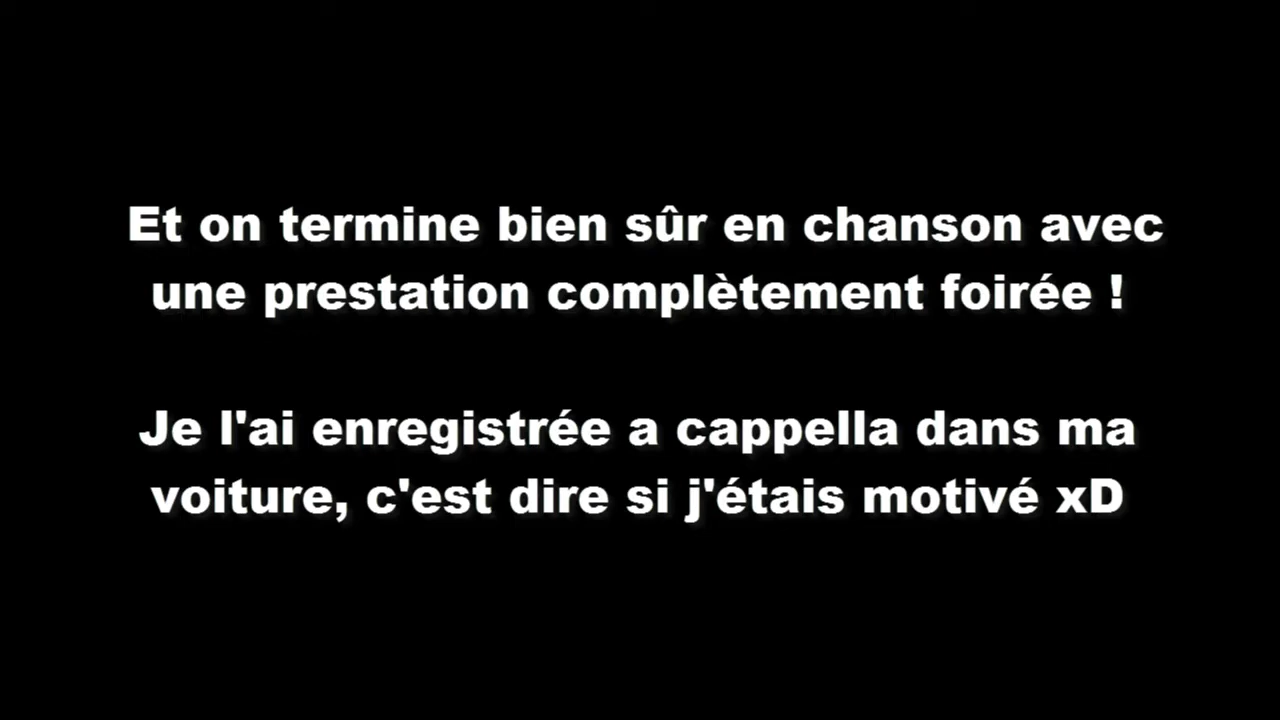 Et on termine bien sûr en chanson avec
une prestation complètement foirée !
Je l'ai enregistrée a cappella dans ma
voiture, c'est dire si j'étais motivé xD